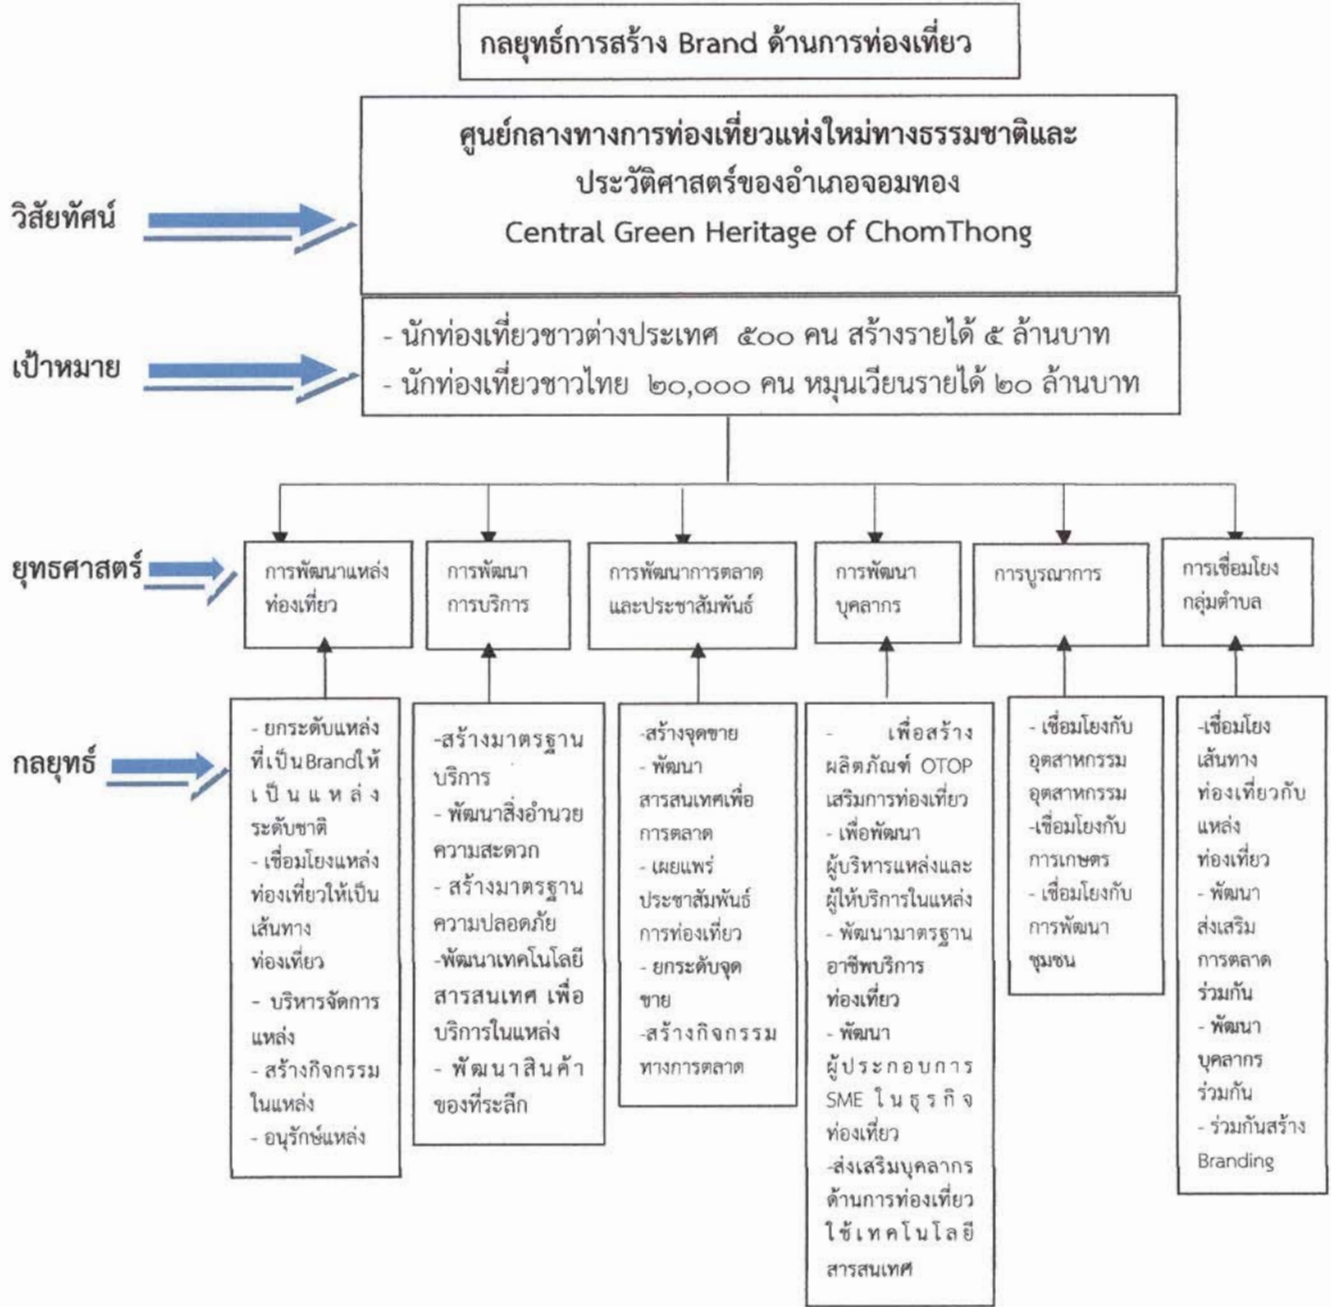 กลยุทธ์การสร้าง Brand ด้านการท่องเที่ยว
ศูนย์กลางทางการท่องเที่ยวแห่งใหม่ทางธรรมชาติและ
ประวัติศาสตร์ของอำเภอจอมทอง
Central Green Heritage of ChomThong
วิสัยทัศน์
- นักท่องเที่ยวชาวต่างประเทศ ๕๐๐ คน สร้างรายได้ ๕ ล้านบาท
- นักท่องเที่ยวชาวไทย ๒๐,๐๐๐ คน หมุนเวียนรายได้ ๒๐ ล้านบาท
เป้าหมาย
ยุทธศาสตร์
การพัฒนาแหล่ง
ท่องเที่ยว
การพัฒนา
การบริการ
การพัฒนาการตลาด
และประชาสัมพันธ์
การพัฒนา
บุคลากร
การบูรณาการ
การเชื่อมโยง
กลุ่มตำบล
กลยุทธ์
- ยกระดับแหล่ง
ที่เป็นBrandให้
เป็นแหล่ง
ระดับชาติ
- เชื่อมโยงแหล่ง
ท่องเที่ยวให้เป็น
เส้นทาง
ท่องเที่ยว
- บริหารจัดการ
แหล่ง
- สร้างกิจกรรม
ในแหล่ง
- อนุรักษ์แหล่ง
-สร้างมาตรฐาน
บริการ
- พัฒนาสิ่งอำนวย
ความสะดวก
- สร้างมาตรฐาน
ความปลอดภัย
-พัฒนาเทคโนโลยี
สารสนเทศ เพื่อ
บริการในแหล่ง
- พัฒนาสินค้า
ของที่ระลึก
-สร้างจุดขาย
- พัฒนา
สารสนเทศเพื่อ
การตลาด
- เผยแพร่
ประชาสัมพันธ์
การท่องเที่ยว
- ยกระดับจุด
ขาย
-สร้างกิจกรรม
ทางการตลาด
- เพื่อสร้าง
ผลิตภัณฑ์ OTOP
เสริมการท่องเที่ยว
- เพื่อพัฒนา
ผู้บริหารแหล่งและ
ผู้ให้บริการในแหล่ง
- พัฒนามาตรฐาน
อาชีพบริการ
ท่องเที่ยว
- พัฒนา
ผู้ประกอบการ
SME ในธุรกิจ
ท่องเที่ยว
-ส่งเสริมบุคลากร
ด้านการท่องเที่ยว
ใช้เทคโนโลยี
สารสนเทศ
- เชื่อมโยงกับ
อุตสาหกรรม
อุตสาหกรรม
-เชื่อมโยงกับ
การเกษตร
- เชื่อมโยงกับ
การพัฒนา
ชุมชน
-เชื่อมโยง
เส้นทาง
ท่องเที่ยวกับ
แหล่ง
ท่องเที่ยว
- พัฒนา
ส่งเสริม
การตลาด
ร่วมกัน
- พัฒนา
บุคลากร
ร่วมกัน
- ร่วมกันสร้าง
Branding